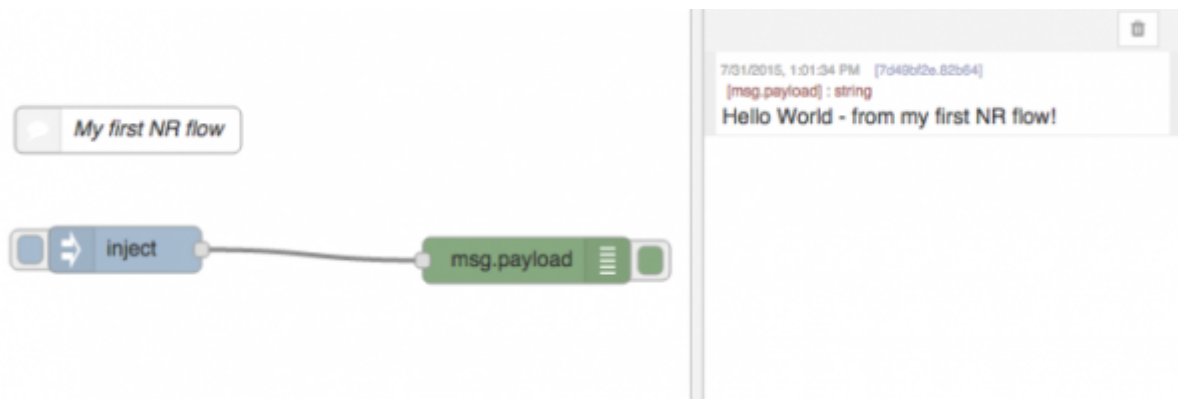 My first NR flow
inject
msg.payload
7/31/2015, 1:01:34 PM [7d49bf2e.82b64]
[msg.payload] : string
Hello World - from my first NR flow!